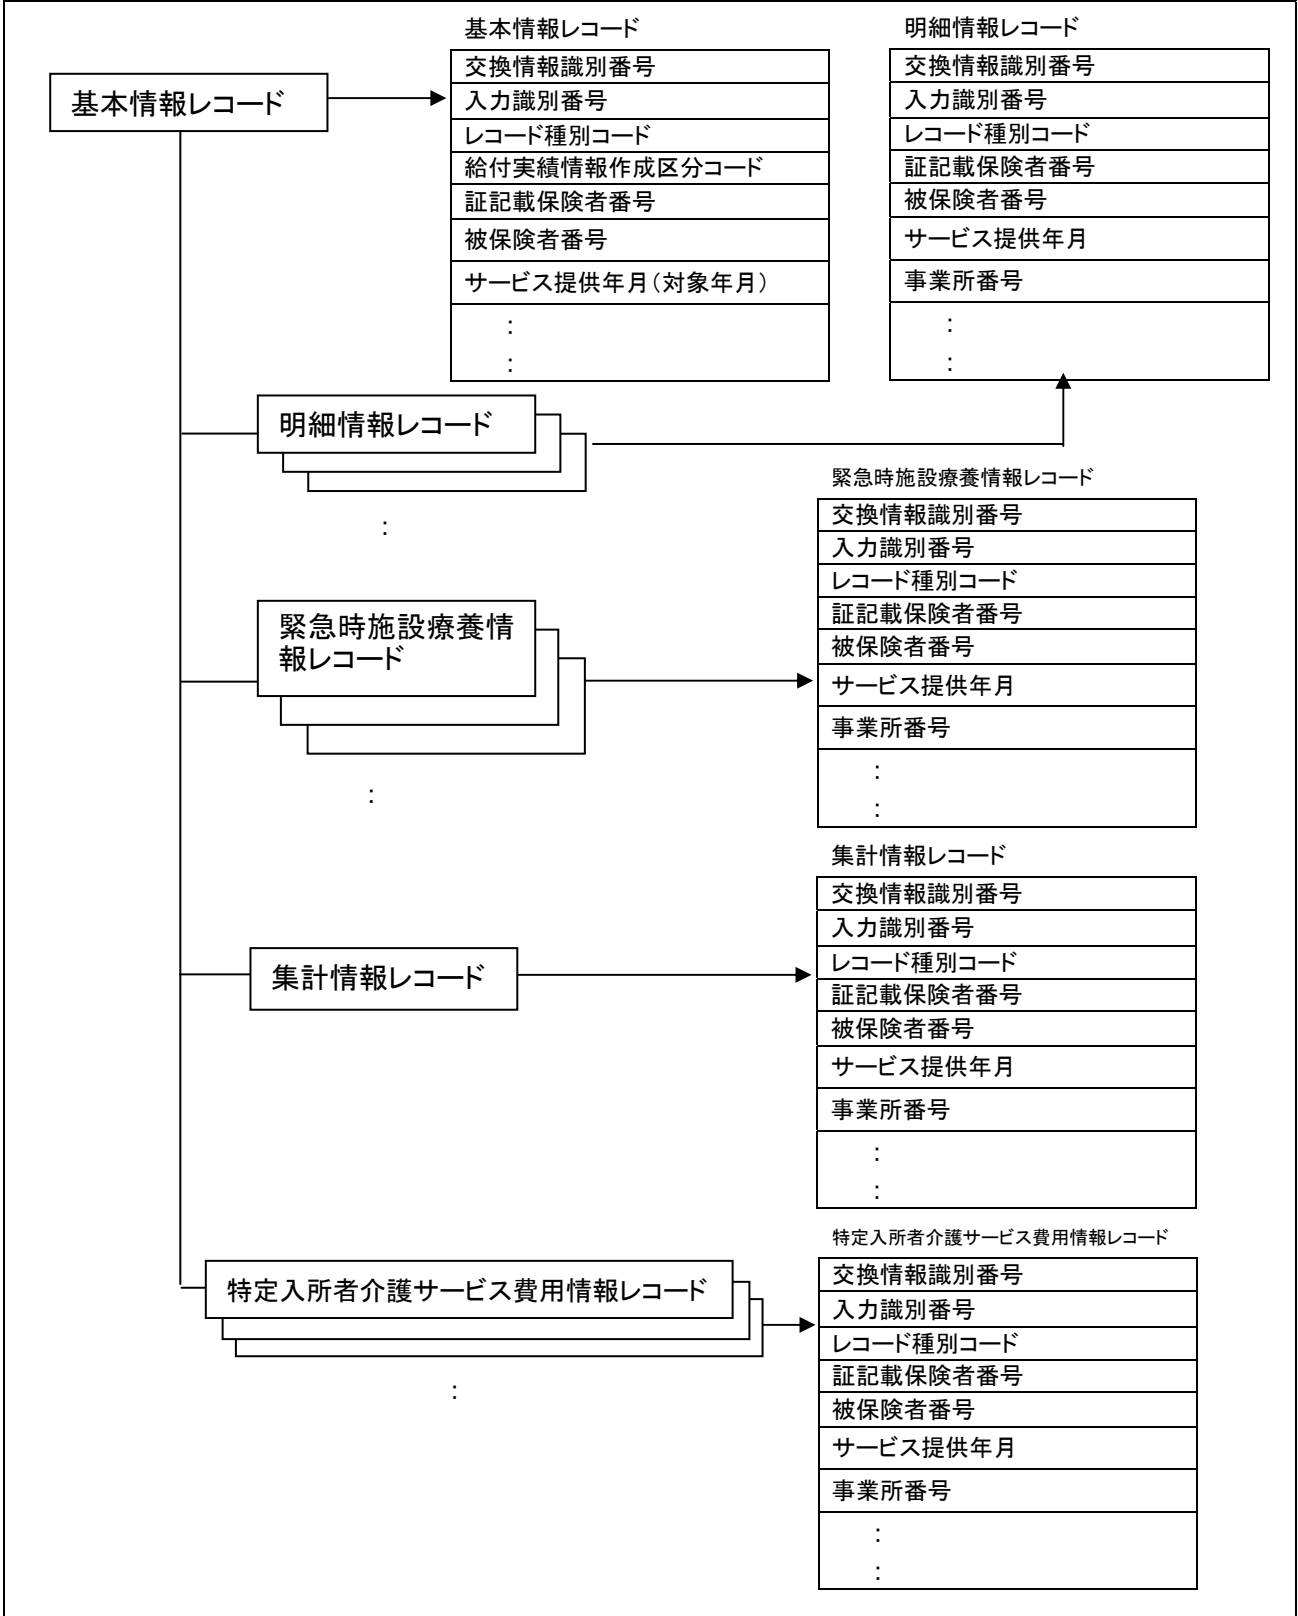 基本情報レコード
基本情報レコード
交換情報識別番号
入力識別番号
レコード種別コード
給付実績情報作成区分コード
証記載保険者番号
被保険者番号
サービス提供年月(対象年月)
:
:
明細情報レコード
交換情報識別番号
入力識別番号
レコード種別コード
証記載保険者番号
被保険者番号
サービス提供年月
事業所番号
:
:
明細情報レコード
:
緊急時施設療養情報レコード
交換情報識別番号
入力識別番号
レコード種別コード
証記載保険者番号
被保険者番号
サービス提供年月
事業所番号
:
:
緊急時施設療養情
報レコード
:
集計情報レコード
集計情報レコード
交換情報識別番号
入力識別番号
レコード種別コード
証記載保険者番号
被保険者番号
サービス提供年月
事業所番号
:
:
特定入所者介護サービス費用情報レコード
:
特定入所者介護サービス費用情報レコード
交換情報識別番号
入力識別番号
レコード種別コード
証記載保険者番号
被保険者番号
サービス提供年月
事業所番号
:
: